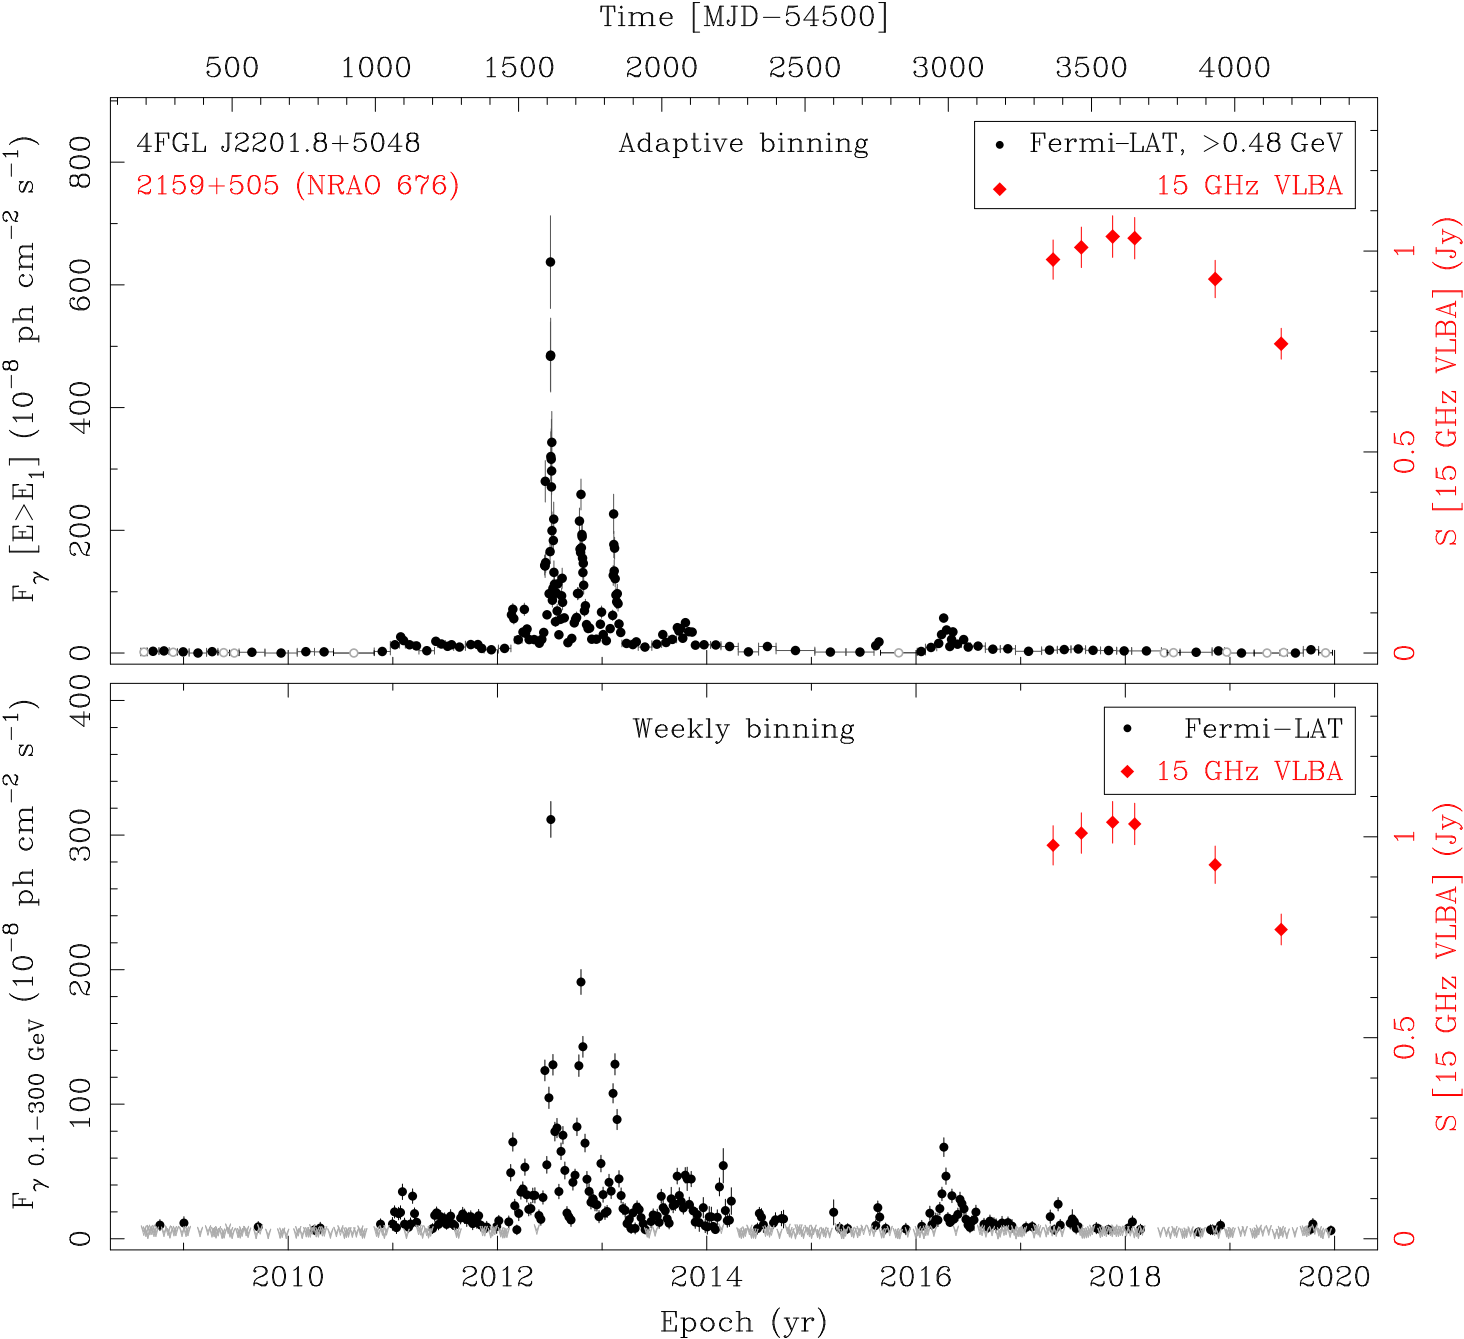 Time [MJD−54500]
500 1000 1500 2000 2500 3000 3500 4000
4FGL J2201.8+5048
2159+505 (NRAO 676)
Adaptive binning
Fermi−LAT, >0.48 GeV
15 GHz VLBA
F_γ [E>E_1] (10^−8 ph cm^−2 s^−1)
800
600
400
200
0
S [15 GHz VLBA] (Jy)
1
0.5
0
Weekly binning
Fermi−LAT
15 GHz VLBA
F_γ 0.1−300 GeV (10^−8 ph cm^−2 s^−1)
400
300
200
100
0
S [15 GHz VLBA] (Jy)
1
0.5
0
2010 2012 2014 2016 2018 2020
Epoch (yr)